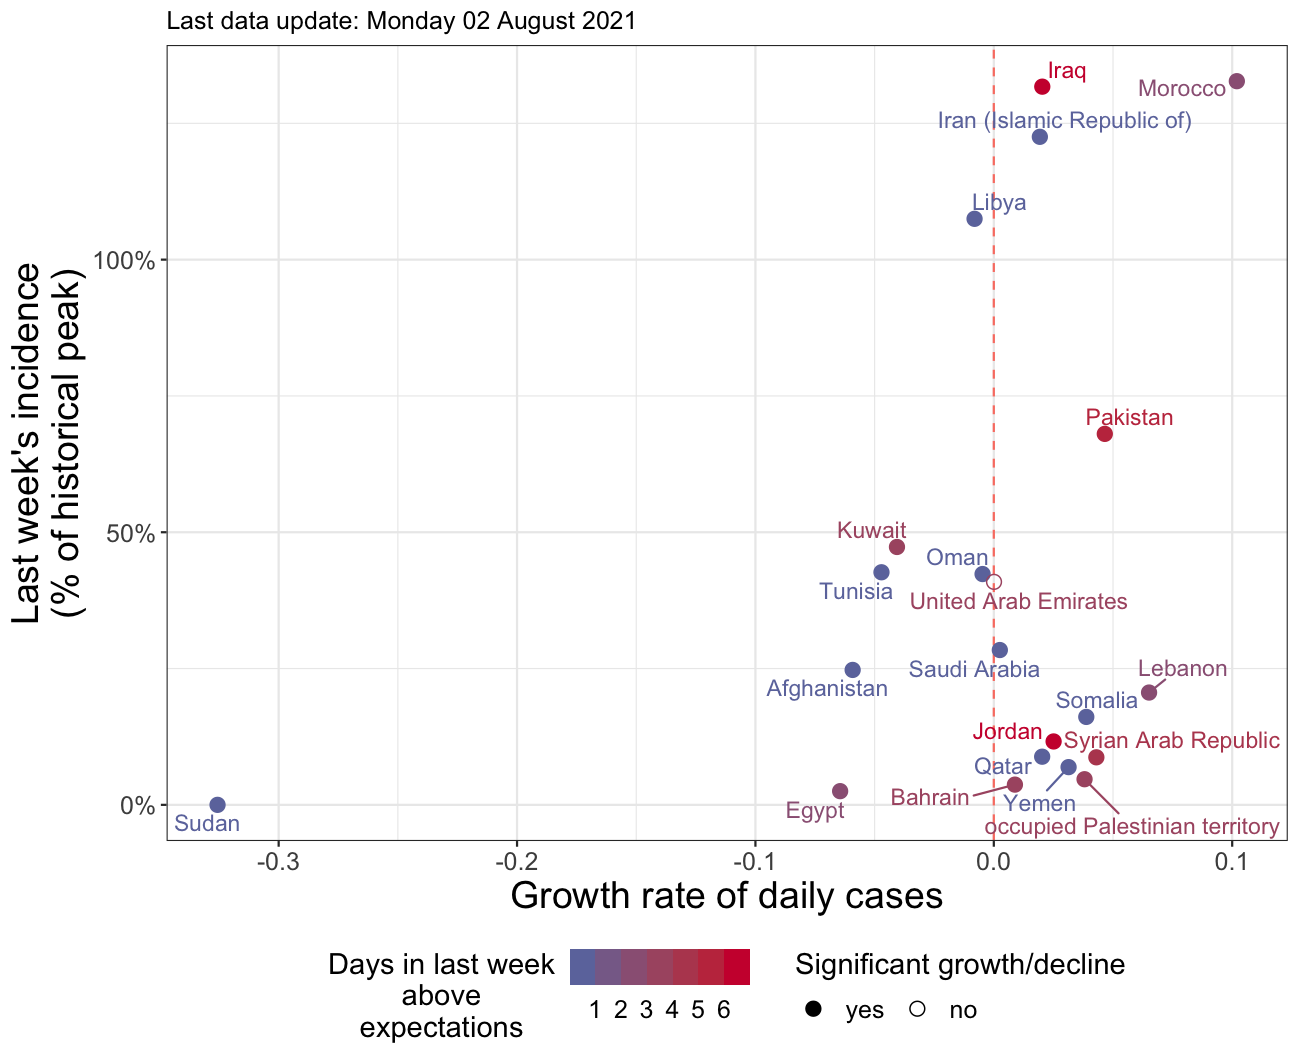 Last data update: Monday 02 August 2021
Iraq
Morocco
Iran (Islamic Republic of)
Libya
100%
Pakistan
50%
Kuwait
Oman
Tunisia
United Arab Emirates
Saudi Arabia
Lebanon
Afghanistan
Somalia
Jordan
Syrian Arab Republic
Qatar
Bahrain
Yemen
0%
Egypt
Sudan
occupied Palestinian territory
Last week's incidence
(% of historical peak)
-0.3 -0.2 -0.1 0.0 0.1
Growth rate of daily cases
Days in last week
above
expectations
1 2 3 4 5 6
Significant growth/decline
yes no